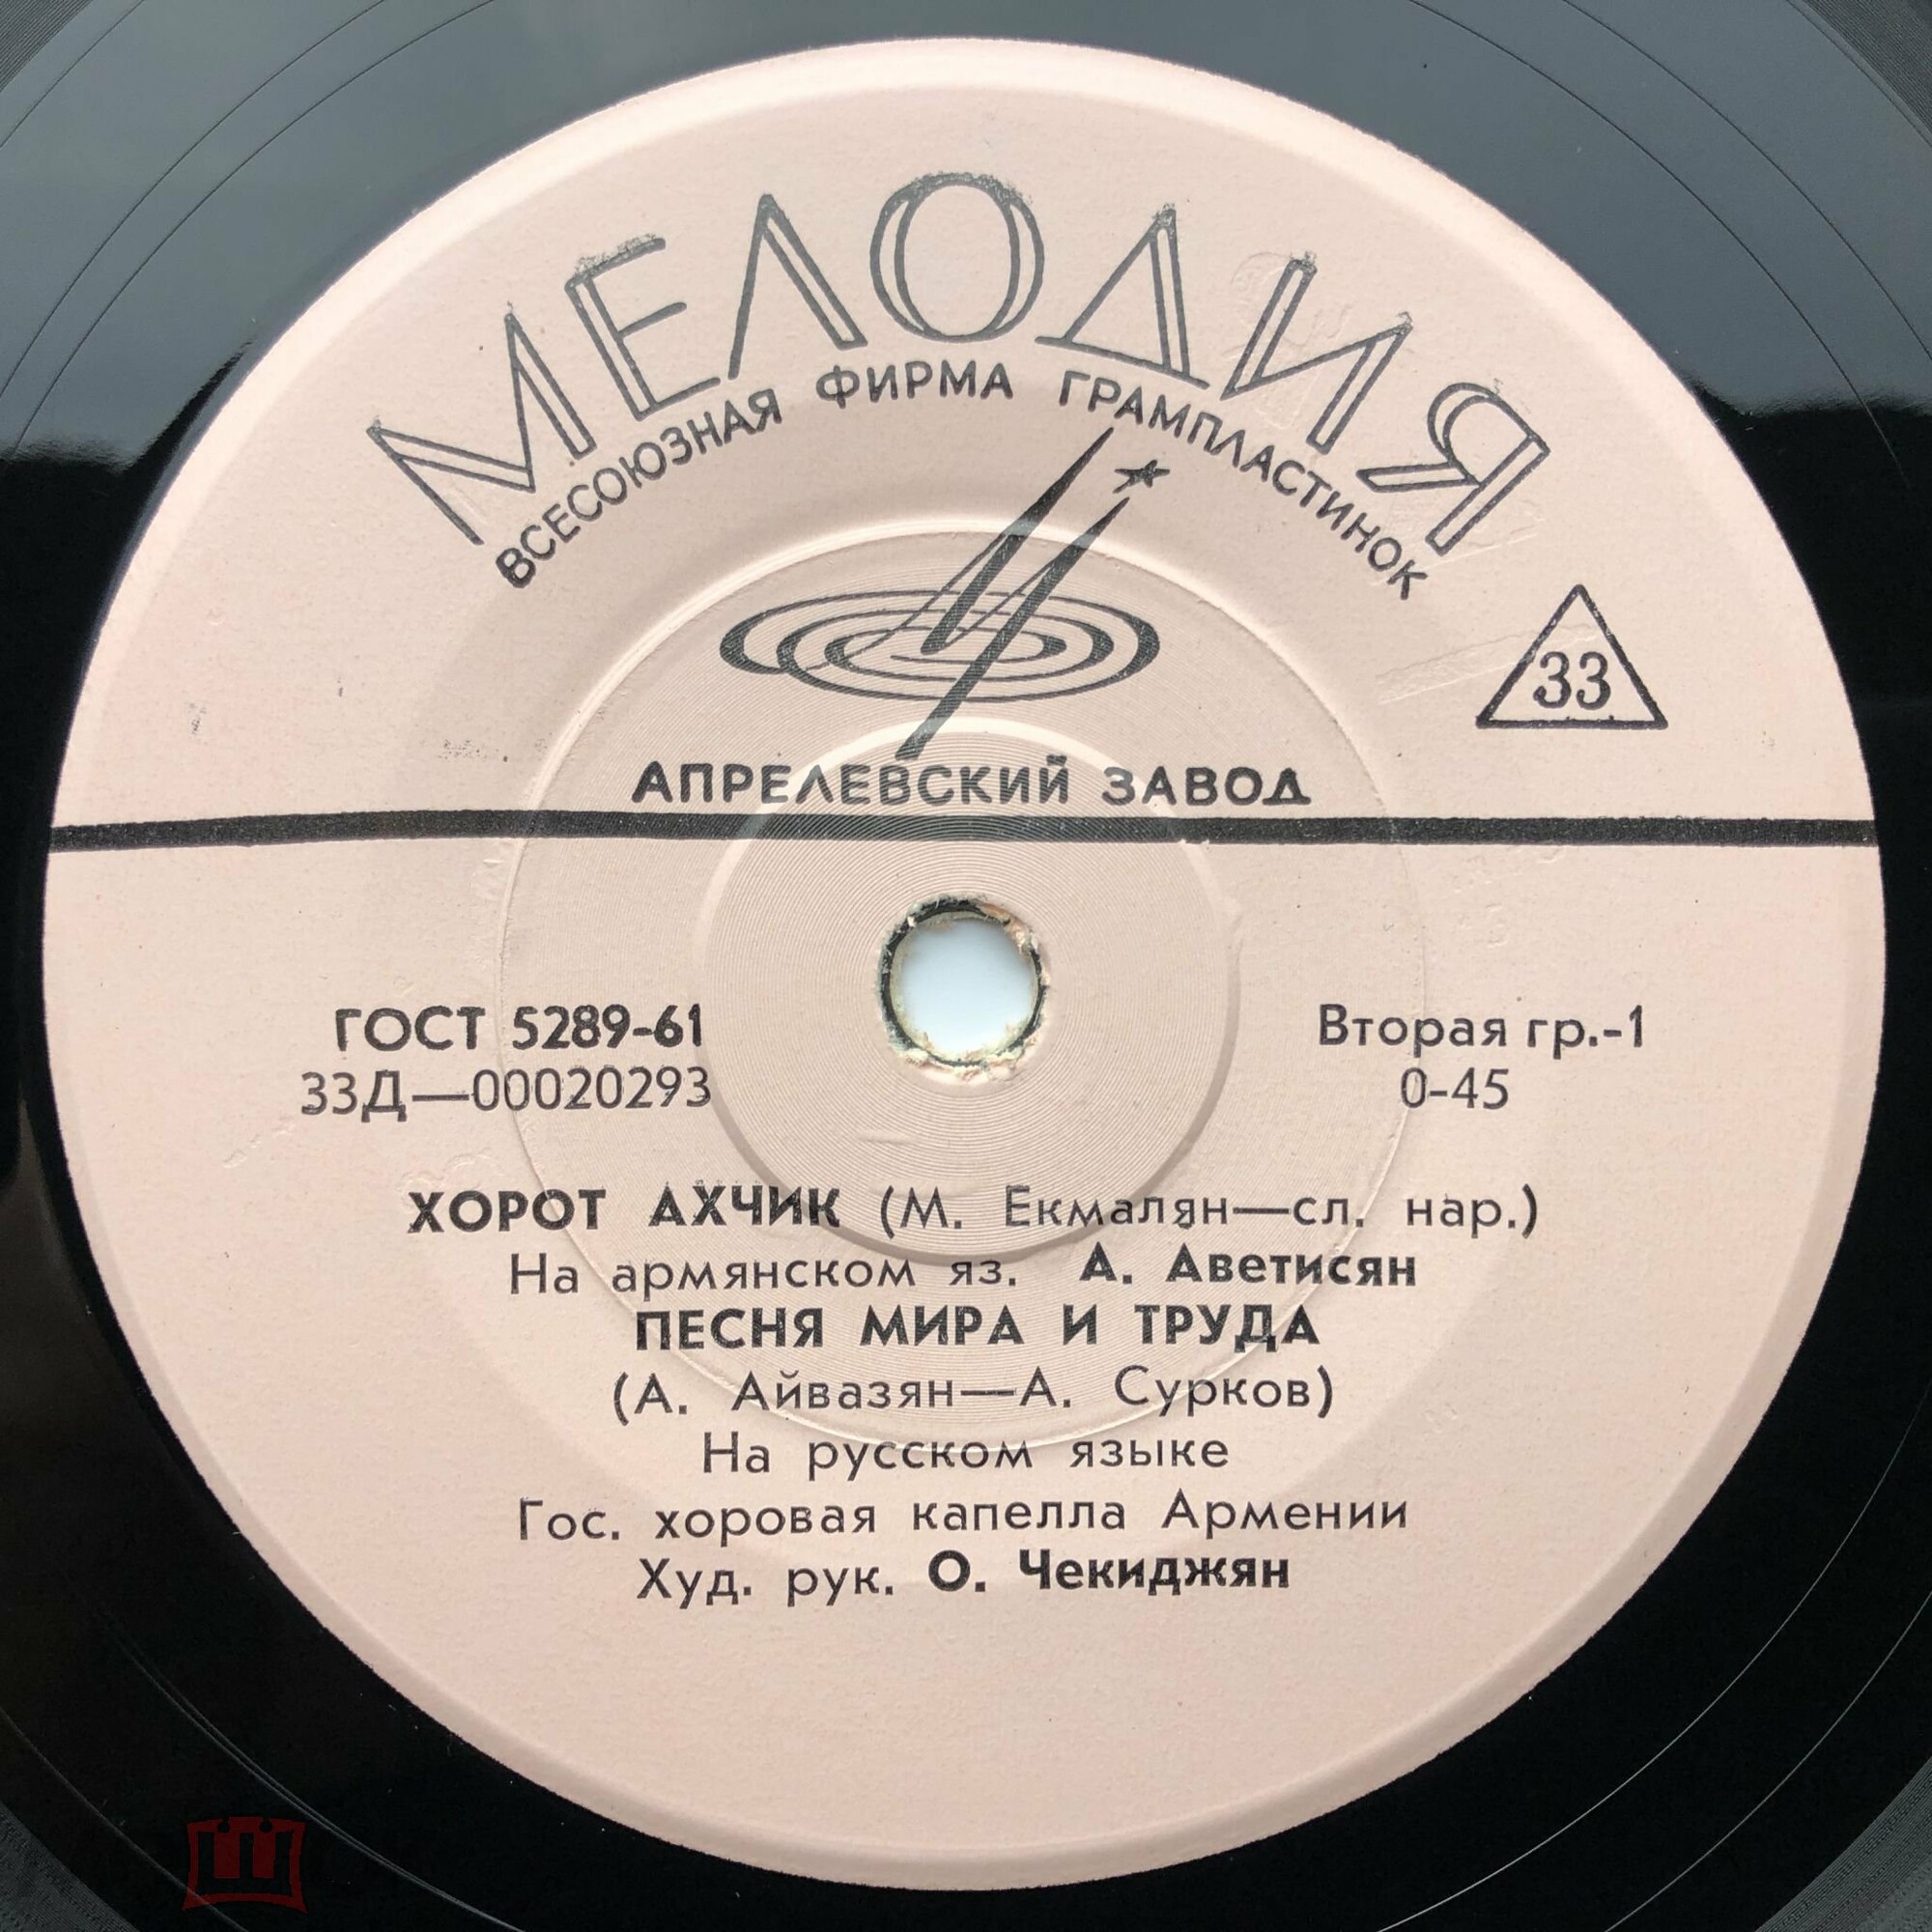 МЕЛОДИЯ
ВСЕСОЮЗНАЯ ФИРМА ГРАМПЛАСТИНОК
33
АПРЕЛЕВСКИЙ ЗАВОД
ГОСТ 5289-61
Вторая гр.-1
33Д—00020293
0-45
ХОРОТ АХЧИК (М. Екмалян—сл. нар.)
На армянском яз. А. Аветисян
ПЕСНЯ МИРА И ТРУДА
(А. Айвазян—А. Сурков)
На русском языке
Гос. хоровая капелла Армении
Худ. рук. О. Чекиджян